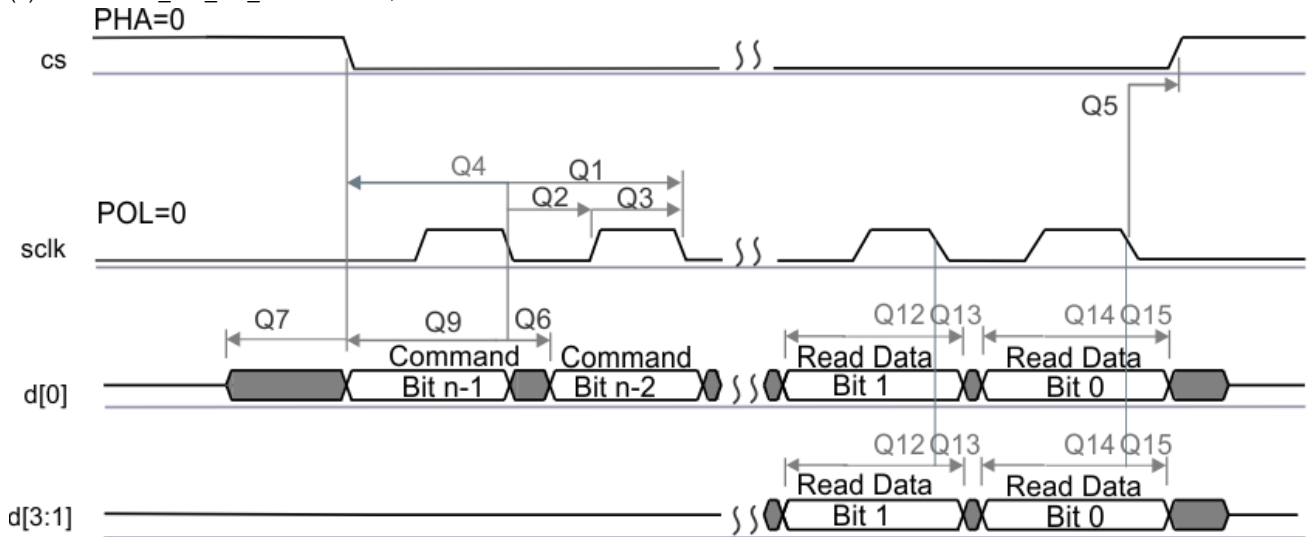 PHA=0
cs
Q5
Q4 Q1
Q2 Q3
POL=0
sclk
Q7 Q9 Q6 Q12 Q13 Q14 Q15
Command Command Read Data Read Data
d[0] Bit n-1 Bit n-2 Bit 1 Bit 0
Q12 Q13 Q14 Q15
Read Data Read Data
d[3:1] Bit 1 Bit 0